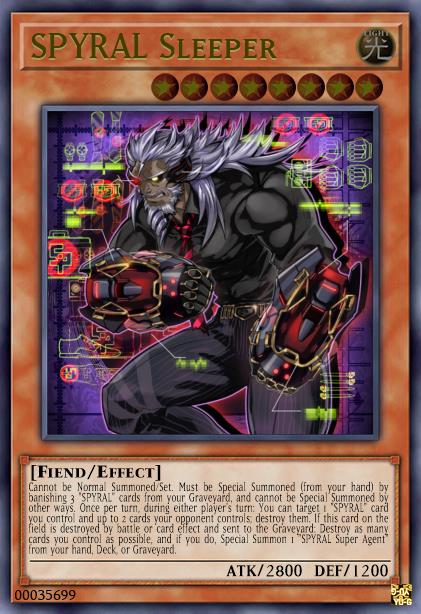 SPYRAL SLEEPER
LIGHT
光
[FIEND/EFFECT]
Cannot be Normal Summoned/Set. Must be Special Summoned (from your hand) by
banishing 3 "SPYRAL" cards from your Graveyard, and cannot be Special Summoned by
other ways. Once per turn, during either player's turn: You can target 1 "SPYRAL" card
you control and up to 2 cards your opponent controls; destroy them. If this card on the
field is destroyed by battle or card effect and sent to the Graveyard: Destroy as many
cards you control as possible, and if you do, Special Summon 1 "SPYRAL Super Agent"
from your hand, Deck, or Graveyard.
ATK/2800 DEF/1200
00035699